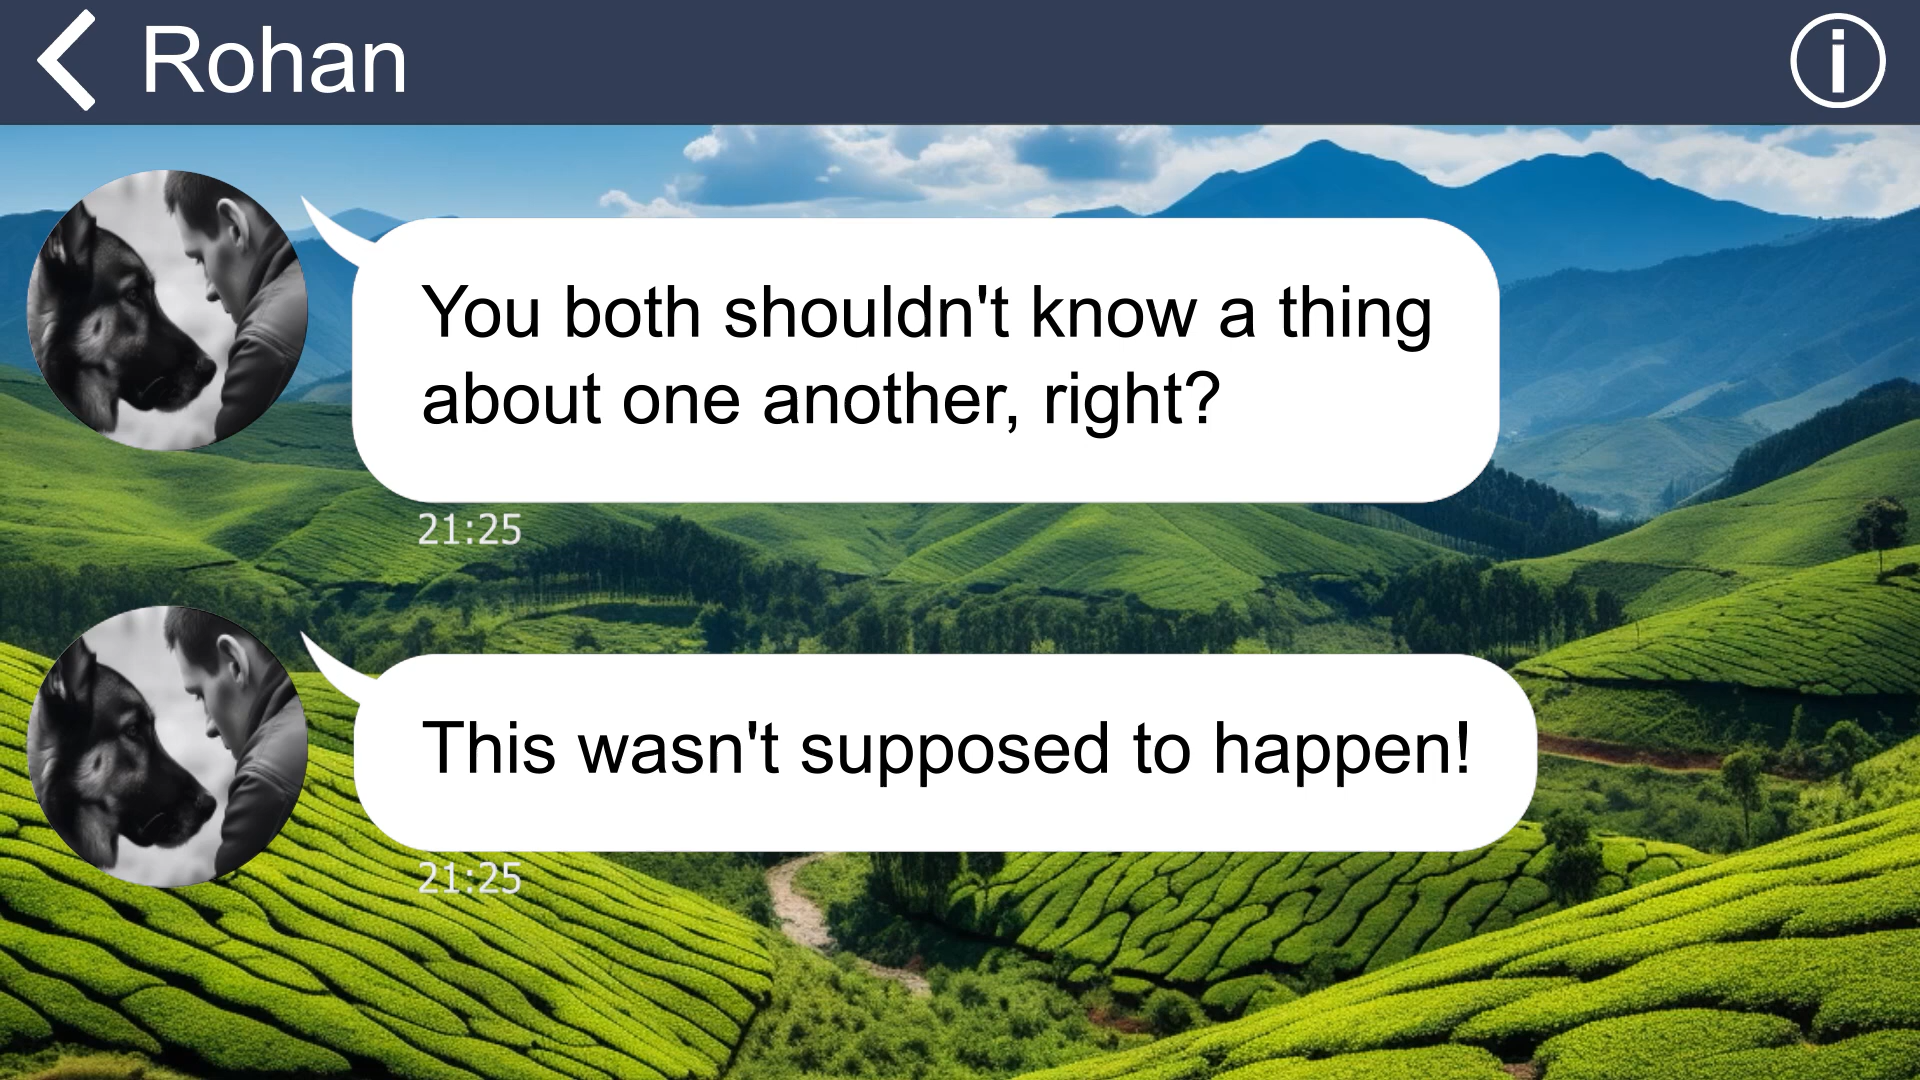 Rohan
You both shouldn't know a thing
about one another, right?
21:25
This wasn't supposed to happen!
21:25